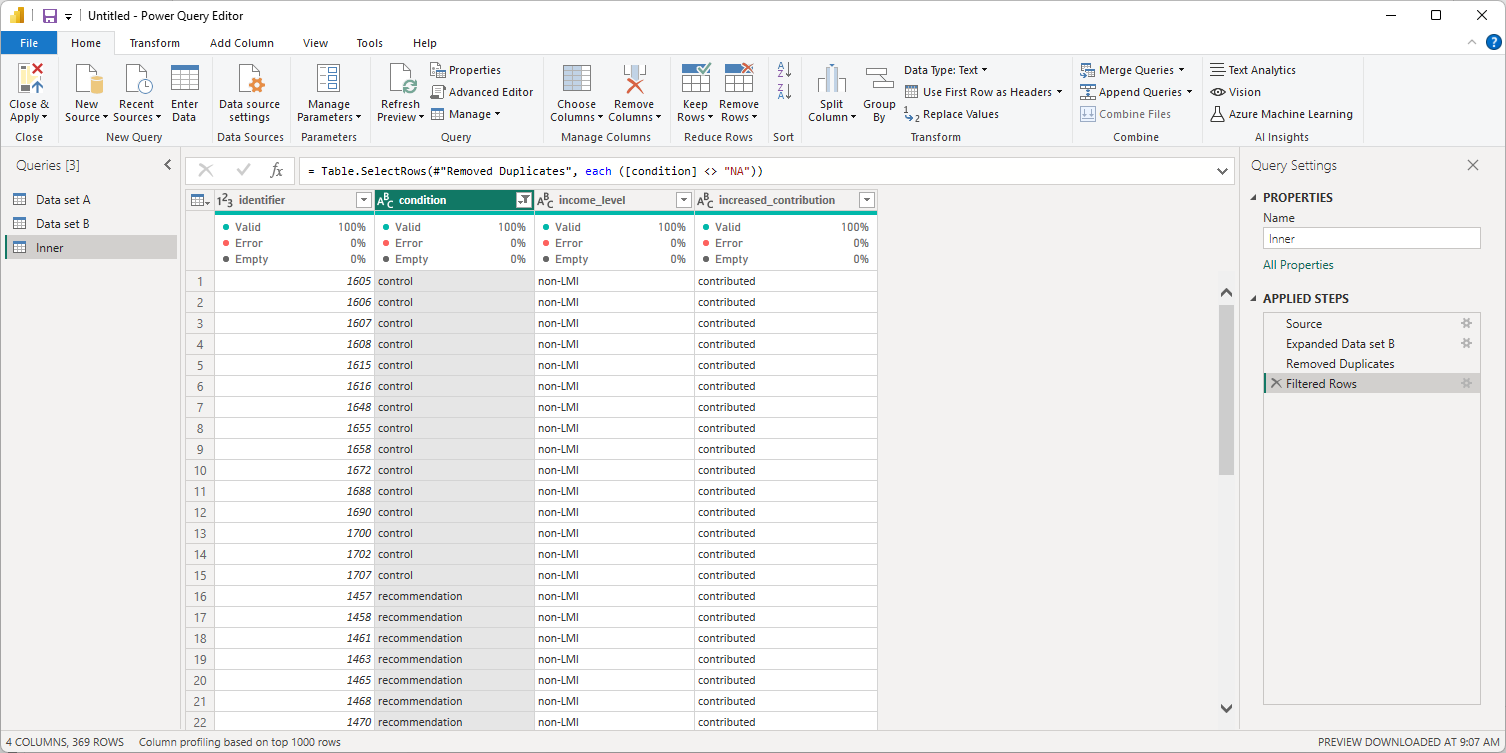 Untitled - Power Query Editor
File Home Transform Add Column View Tools Help
Close & Apply
New Source
Recent Sources
Enter Data
Data source settings
Manage Parameters
Refresh Preview
Properties
Advanced Editor
Manage
Choose Columns
Remove Columns
Keep Rows
Remove Rows
Split Column
Group By
Data Type: Text
Use First Row as Headers
Replace Values
Merge Queries
Append Queries
Combine Files
Text Analytics
Vision
Azure Machine Learning
Close New Query Data Sources Parameters Query Manage Columns Reduce Rows Sort Transform Combine AI Insights
Queries [3]
Data set A
Data set B
Inner
fx = Table.SelectRows(#"Removed Duplicates", each ([condition] <> "NA"))
123 identifier ABC condition ABC income_level ABC increased_contribution
Valid 100% Valid 100% Valid 100% Valid 100%
Error 0% Error 0% Error 0% Error 0%
Empty 0% Empty 0% Empty 0% Empty 0%
1 1605 control non-LMI contributed
2 1606 control non-LMI contributed
3 1607 control non-LMI contributed
4 1608 control non-LMI contributed
5 1615 control non-LMI contributed
6 1616 control non-LMI contributed
7 1648 control non-LMI contributed
8 1655 control non-LMI contributed
9 1658 control non-LMI contributed
10 1672 control non-LMI contributed
11 1688 control non-LMI contributed
12 1690 control non-LMI contributed
13 1700 control non-LMI contributed
14 1702 control non-LMI contributed
15 1707 control non-LMI contributed
16 1457 recommendation non-LMI contributed
17 1458 recommendation non-LMI contributed
18 1461 recommendation non-LMI contributed
19 1463 recommendation non-LMI contributed
20 1465 recommendation non-LMI contributed
21 1468 recommendation non-LMI contributed
22 1470 recommendation non-LMI contributed
Query Settings
PROPERTIES
Name
Inner
All Properties
APPLIED STEPS
Source
Expanded Data set B
Removed Duplicates
Filtered Rows
4 COLUMNS, 369 ROWS Column profiling based on top 1000 rows PREVIEW DOWNLOADED AT 9:07 AM